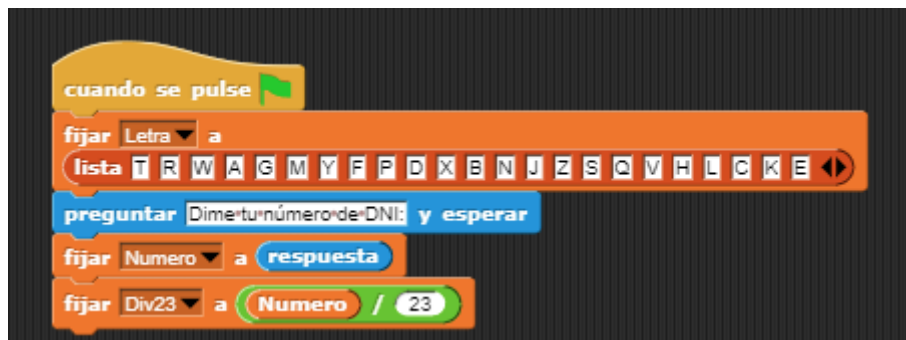 cuando se pulse
fijar Letra a
lista T R W A G M Y F P D X B N J Z S Q V H L C K E
preguntar Dime tu número de DNI: y esperar
fijar Numero a respuesta
fijar Div23 a Numero / 23